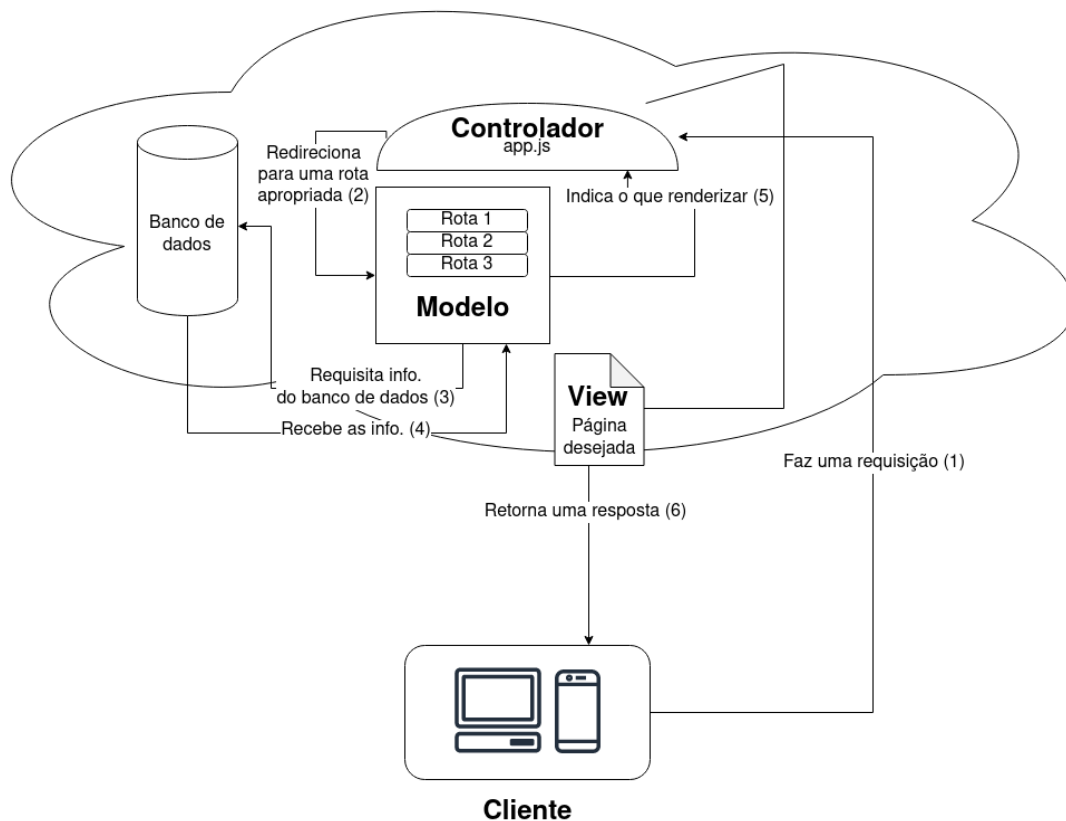 Controlador
app.js
Redireciona
para uma rota
apropriada (2)
Indica o que renderizar (5)
Banco de
dados
Rota 1
Rota 2
Rota 3
Modelo
Requisita info.
do banco de dados (3)
Recebe as info. (4)
View
Página
desejada
Faz uma requisição (1)
Retorna uma resposta (6)
Cliente